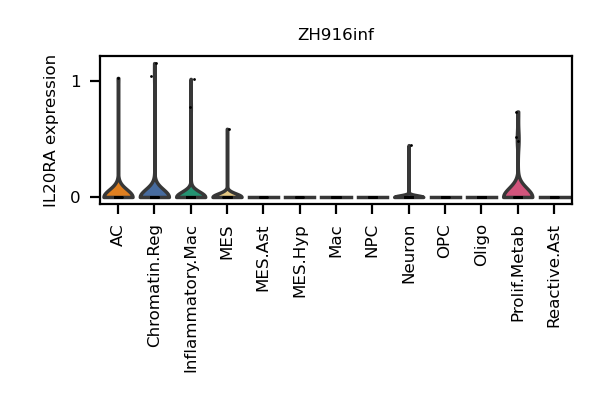 ZH916inf
IL20RA expression
1
0
AC
Chromatin.Reg
Inflammatory.Mac
MES
MES.Ast
MES.Hyp
Mac
NPC
Neuron
OPC
Oligo
Prolif.Metab
Reactive.Ast